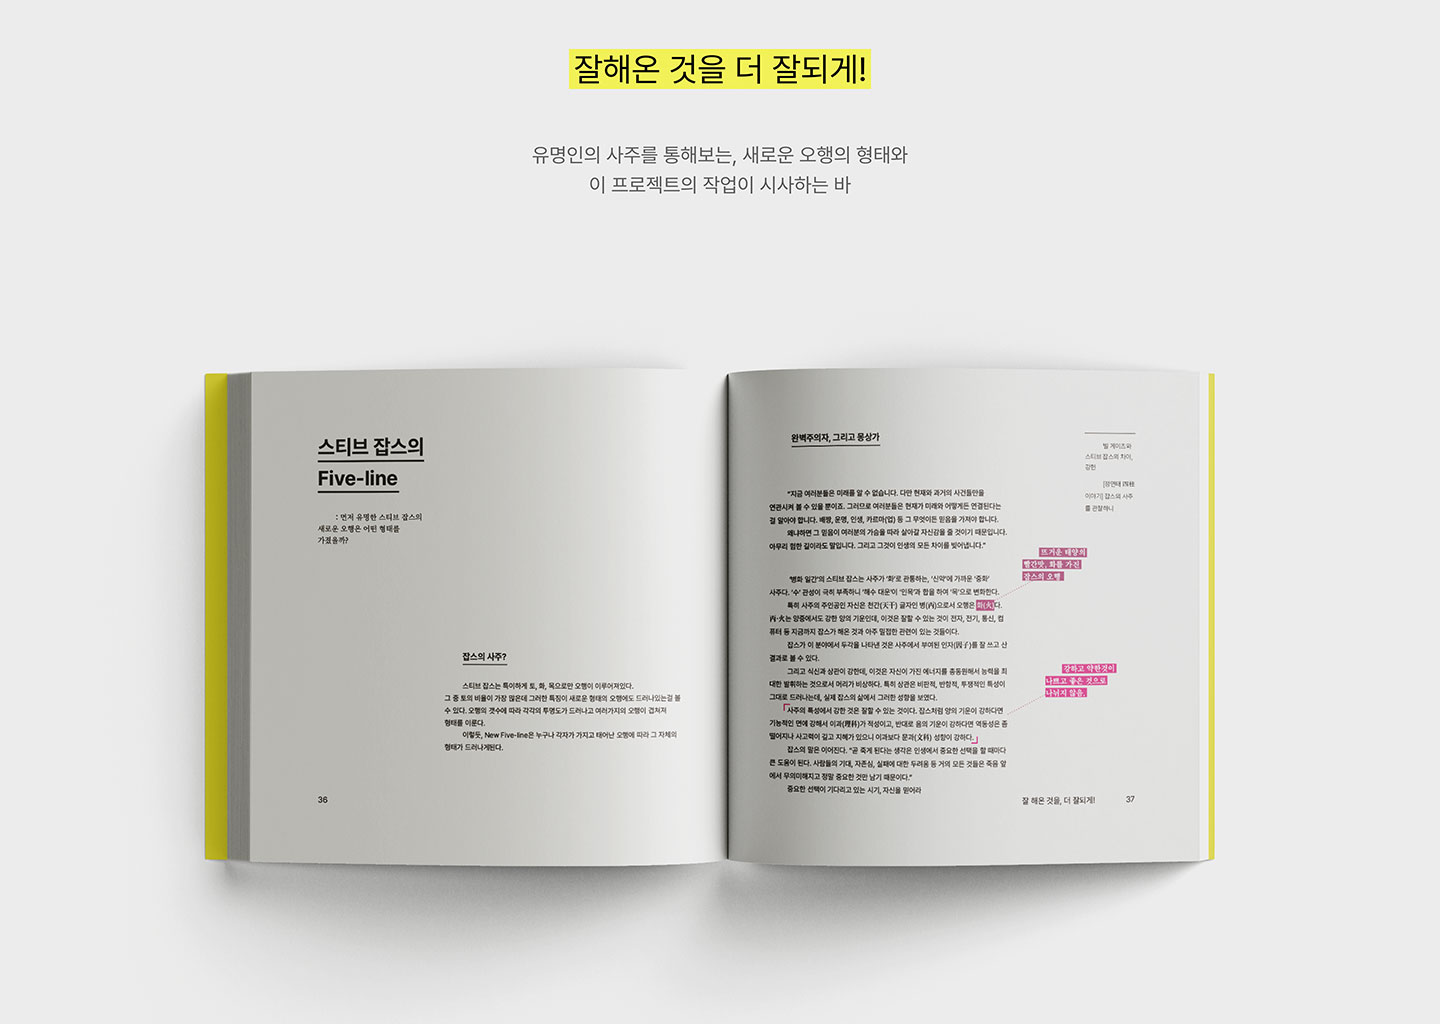 잘해온 것을 더 잘되게!
유명인의 사주를 통해보는, 새로운 오행의 형태와
이 프로젝트의 작업이 시사하는 바
스티브 잡스의
Five-line
: 먼저 유명한 스티브 잡스의
새로운 오행은 어떤 형태를
가졌을까?
잡스의 사주?
스티브 잡스는 특이하게 토, 화, 목으로만 오행이 이루어져있다.
그 중 토의 비율이 가장 많은데 그러한 특징이 새로운 형태의 오행에도 드러나있는걸 볼
수 있다. 오행의 갯수에 따라 각각의 투명도가 드러나고 여러가지의 오행이 겹쳐져
형태를 이룬다.
이렇듯, New Five-line은 누구나 각자가 가지고 태어난 오행에 따라 그 자체의
형태가 드러나게된다.
36
완벽주의자, 그리고 몽상가
“지금 여러분들은 미래를 알 수 없습니다. 다만 현재와 과거의 사건들만을
연관시켜 볼 수 있을 뿐이죠. 그러므로 여러분들은 현재가 미래와 어떻게든 연결된다는
걸 알아야 합니다. 배짱, 운명, 인생, 카르마(업) 등 그 무엇이든 믿음을 가져야 합니다.
왜냐하면 그 믿음이 여러분의 가슴을 따라 살아갈 자신감을 줄 것이기 때문입니다.
아무리 험한 길이라도 말입니다. 그리고 그것이 인생의 모든 차이를 빚어냅니다.”
‘병화 일간’의 스티브 잡스는 사주가 ‘화’로 관통하는, ‘신약’에 가까운 ‘중화’
사주다. ‘수’ 관성이 극히 부족하니 ‘해수 대운’이 ‘인목’과 합을 하여 ‘목’으로 변화한다.
특히 사주의 주인공인 자신은 천간(天干) 글자인 병(丙)으로서 오행은 화(火)다.
丙·火는 양중에서도 강한 양의 기운인데, 이것은 잘할 수 있는 것이 전자, 전기, 통신, 컴
퓨터 등 지금까지 잡스가 해온 것과 아주 밀접한 관련이 있는 것들이다.
잡스가 이 분야에서 두각을 나타낸 것은 사주에서 부여된 인자(因子)를 잘 쓰고 산
결과로 볼 수 있다.
그리고 식신과 상관이 강한데, 이것은 자신이 가진 에너지를 총동원해서 능력을 최
대한 발휘하는 것으로서 머리가 비상하다. 특히 상관은 비판적, 반항적, 투쟁적인 특성이
그대로 드러나는데, 실제 잡스의 삶에서 그러한 성향을 보였다.
「사주의 특성에서 강한 것은 잘할 수 있는 것이다. 잡스처럼 양의 기운이 강하다면
가능적인 면에 강해서 이과(理科)가 적성이고, 반대로 음의 기운이 강하다면 역동성은 좀
떨어지나 사고력이 깊고 지혜가 있으니 이과보다 문과(文科) 성향이 강하다.」
잡스의 말은 이어진다. “곧 죽게 된다는 생각은 인생에서 중요한 선택을 할 때마다
큰 도움이 된다. 사람들의 기대, 자존심, 실패에 대한 두려움 등 거의 모든 것들은 죽음 앞
에서 무의미해지고 정말 중요한 것만 남기 때문이다.”
중요한 선택이 기다리고 있는 시기, 자신을 믿어라
빌 게이츠와
스티브 잡스의 차이,
강헌
이야기] 잡스의 사주
를 관찰하니
뜨거운 태양의
빨간맛, 화를 가진
잡스의 오행
강하고 약한것이
나쁘고 좋은 것으로
나뉘지 않음.
잘 해온 것을, 더 잘되게!
37